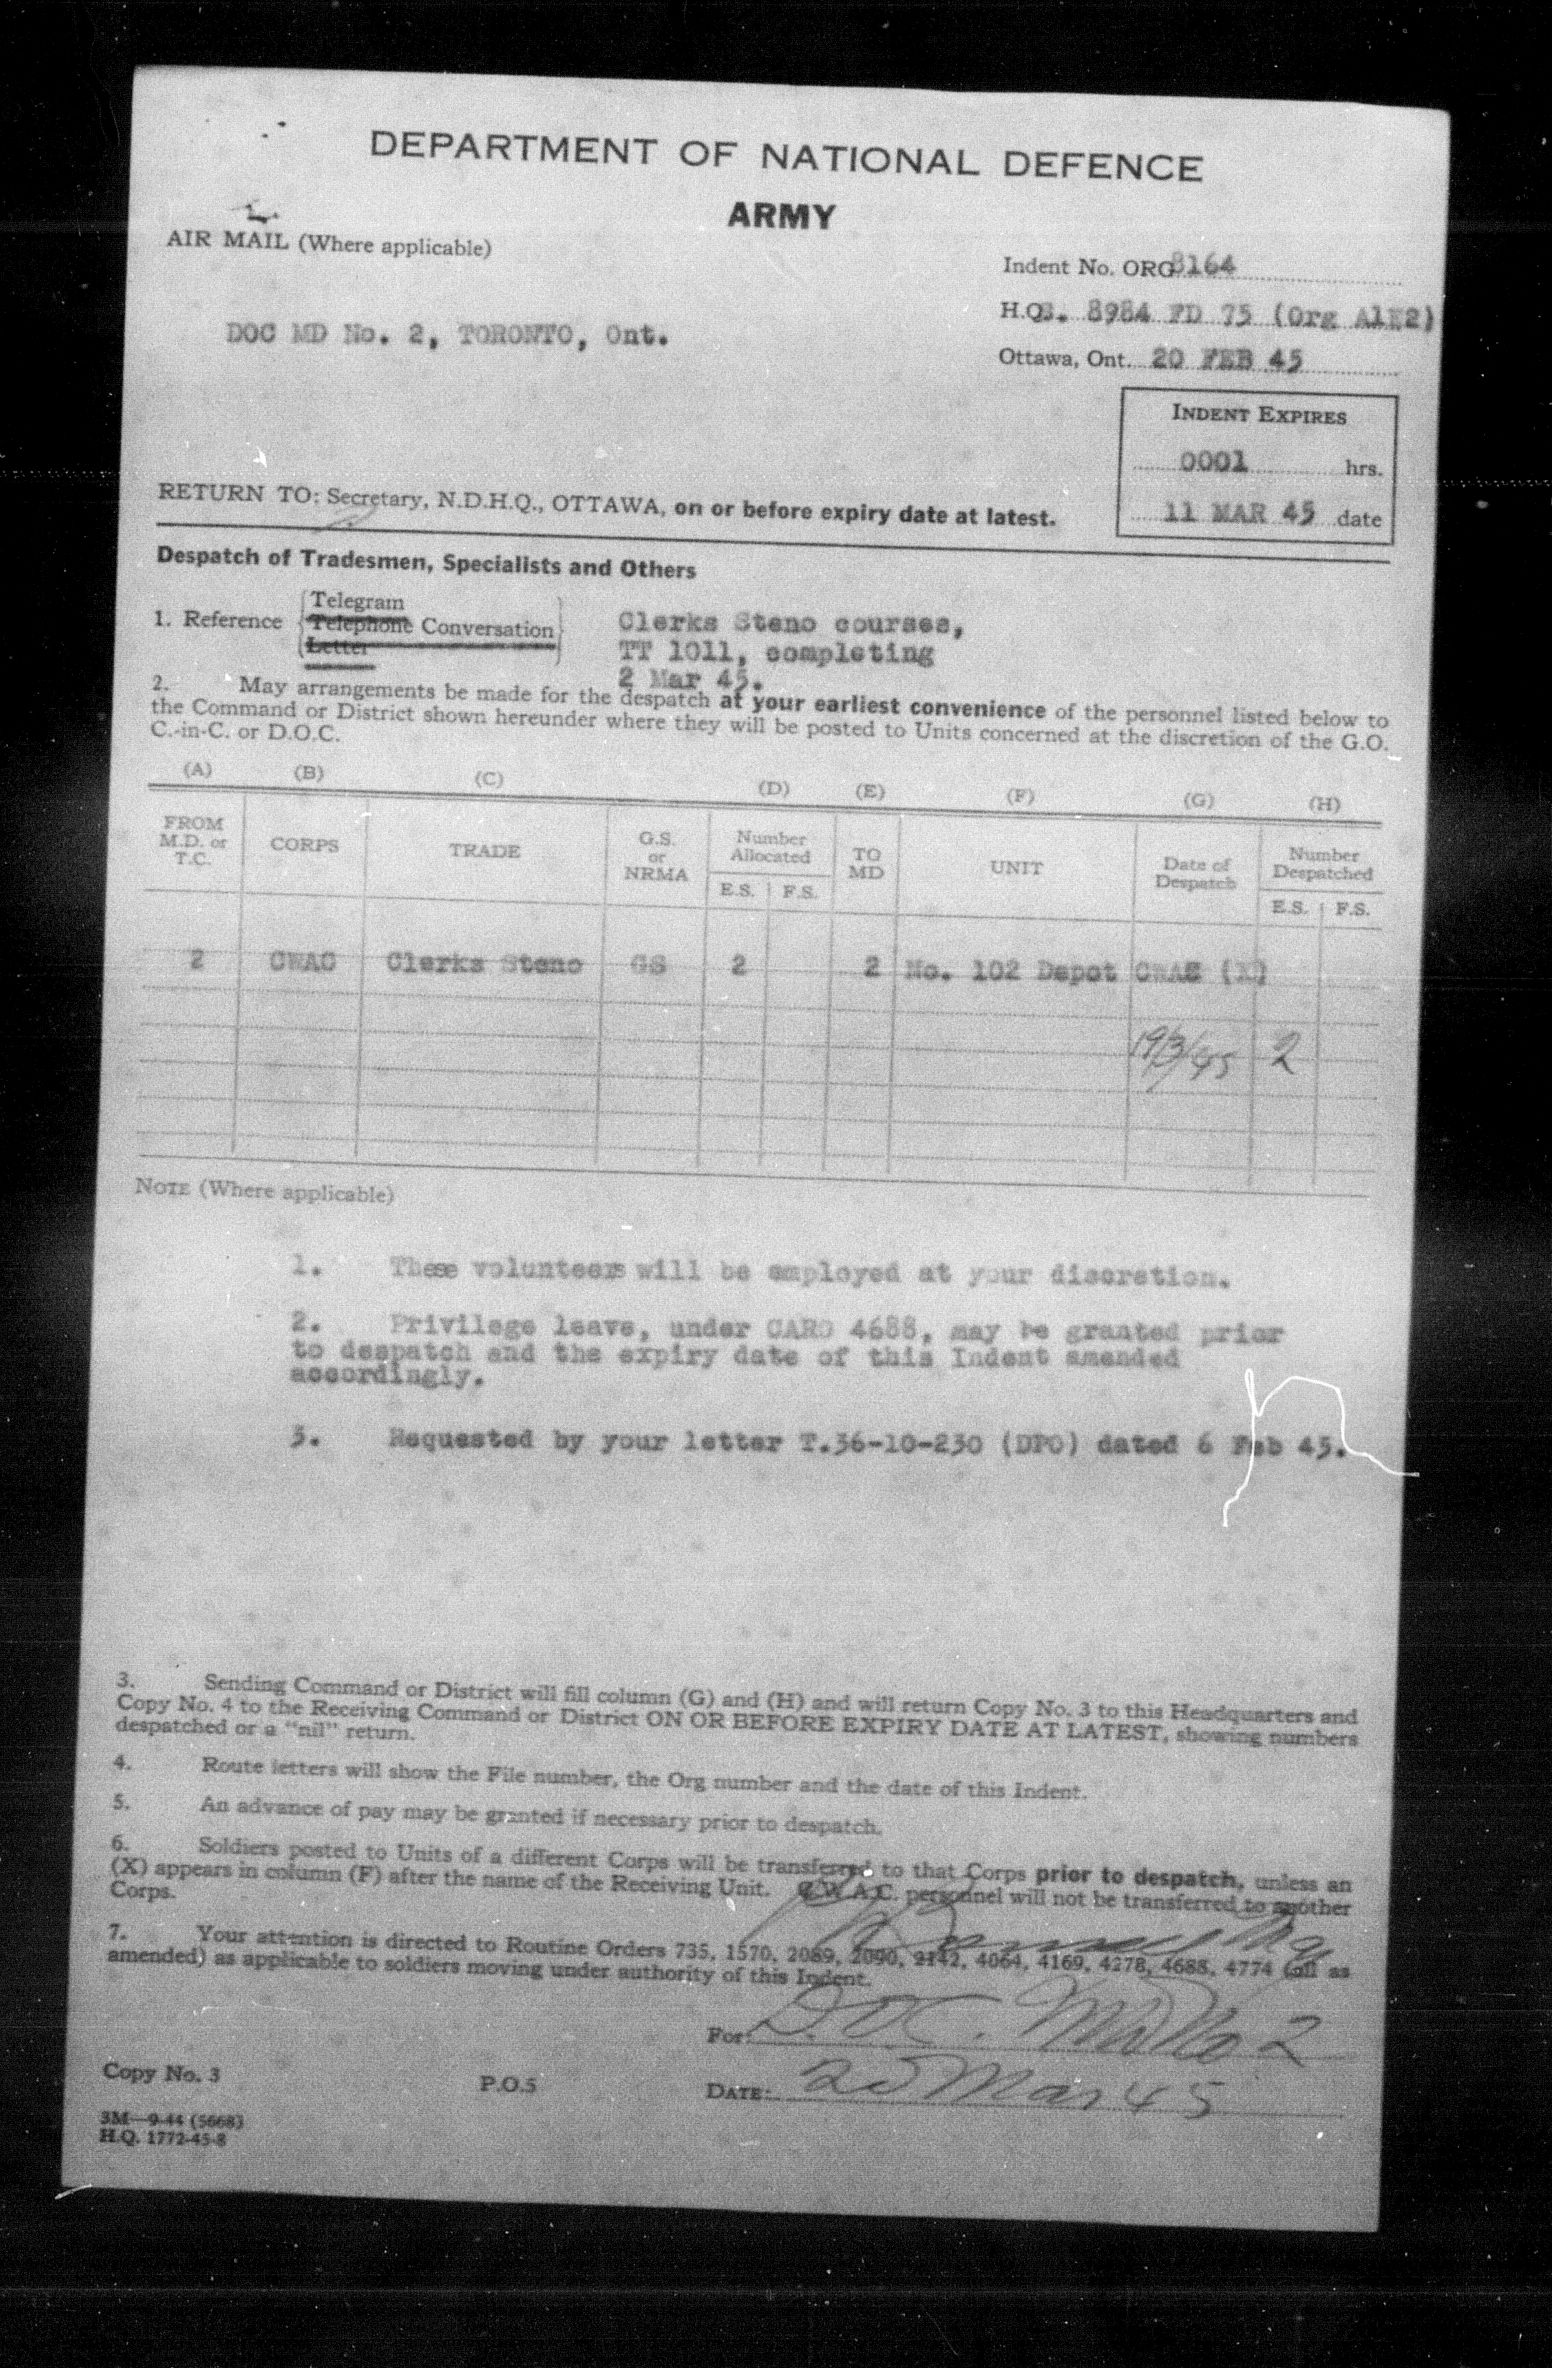 DEPARTMENT OF NATIONAL DEFENCE
ARMY
AIR MAIL (Where applicable)
Indent No. ORG 8164
H.Q.S. 8984 FD 75 (Org A1E2)
DOC MD No. 2, TORONTO, Ont.
Ottawa, Ont. 20 FEB 45
INDENT EXPIRES
0001 hrs.
11 MAR 45 date
RETURN TO: Secretary, N.D.H.Q., OTTAWA, on or before expiry date at latest.
Despatch of Tradesmen, Specialists and Others
1. Reference
Telegram
Telephone Conversation
Letter
Clerks Steno courses,
TT 1011, completing
2 Mar 45.
2. May arrangements be made for the despatch at your earliest convenience of the personnel listed below to
the Command or District shown hereunder where they will be posted to Units concerned at the discretion of the G.O.
C.-in-C. or D.O.C.
(A) (B) (C) (D) (E) (F) (G) (H)
FROM M.D. or T.C. CORPS TRADE G.S. or NRMA Number Allocated TO MD UNIT Date of Despatch Number Despatched
E.S. F.S. E.S. F.S.
2 CWAC Clerks Steno GS 2 2 No. 102 Depot CWAC (X)
19/3/45 2
NOTE (Where applicable)
1. These volunteers will be employed at your discretion.
2. Privilege leave, under CARO 4688, may be granted prior
to despatch and the expiry date of this Indent amended
accordingly.
3. Requested by your letter T.36-10-230 (DPO) dated 6 Feb 45.
3. Sending Command or District will fill column (G) and (H) and will return Copy No. 3 to this Headquarters and
Copy No. 4 to the Receiving Command or District ON OR BEFORE EXPIRY DATE AT LATEST, showing numbers
despatched or a "nil" return.
4. Route letters will show the File number, the Org number and the date of this Indent.
5. An advance of pay may be granted if necessary prior to despatch.
6. Soldiers posted to Units of a different Corps will be transferred to that Corps prior to despatch, unless an
(X) appears in column (F) after the name of the Receiving Unit. C.W.A.C. personnel will not be transferred to another
Corps.
7. Your attention is directed to Routine Orders 735, 1570, 2089, 2090, 2142, 4064, 4169, 4278, 4688, 4774 (all as
amended) as applicable to soldiers moving under authority of this Indent.
For: DOC. MD No 2
Copy No. 3 P.O.5 DATE: 20 Mar 45
3M—9-44 (5668)
H.Q. 1772-45-8